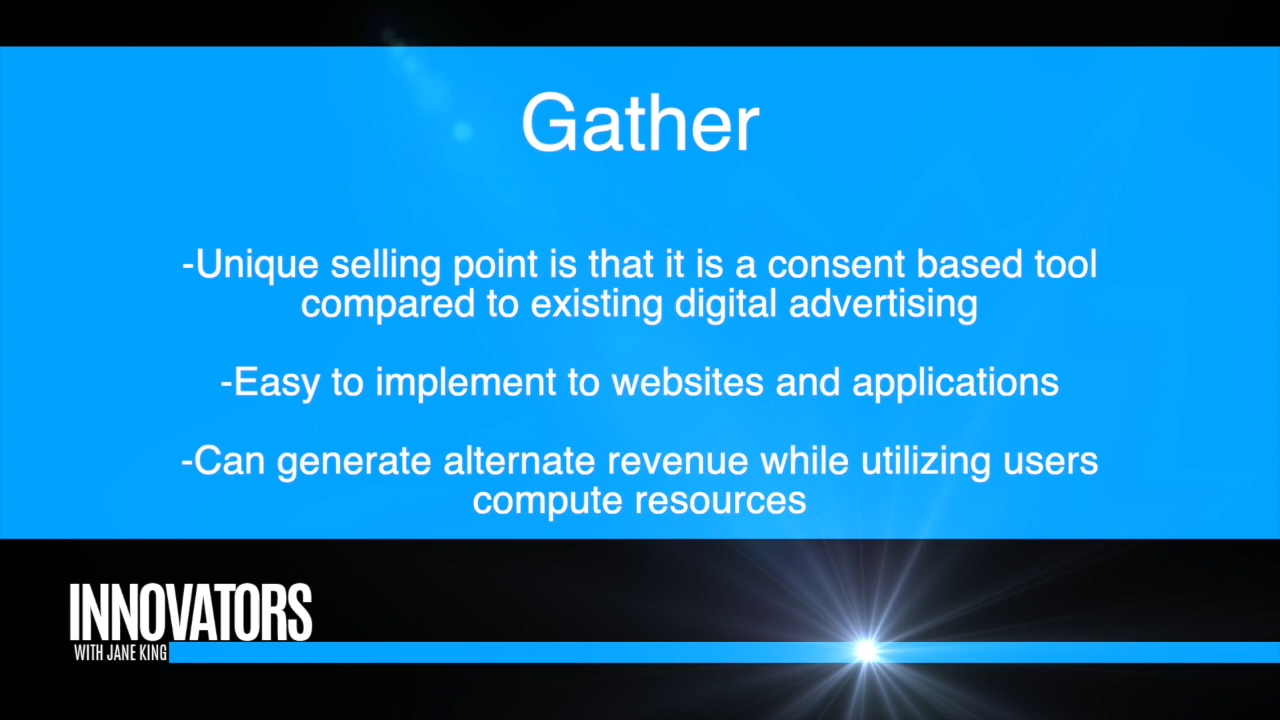 Gather
-Unique selling point is that it is a consent based tool
compared to existing digital advertising
-Easy to implement to websites and applications
-Can generate alternate revenue while utilizing users
compute resources
INNOVATORS
WITH JANE KING